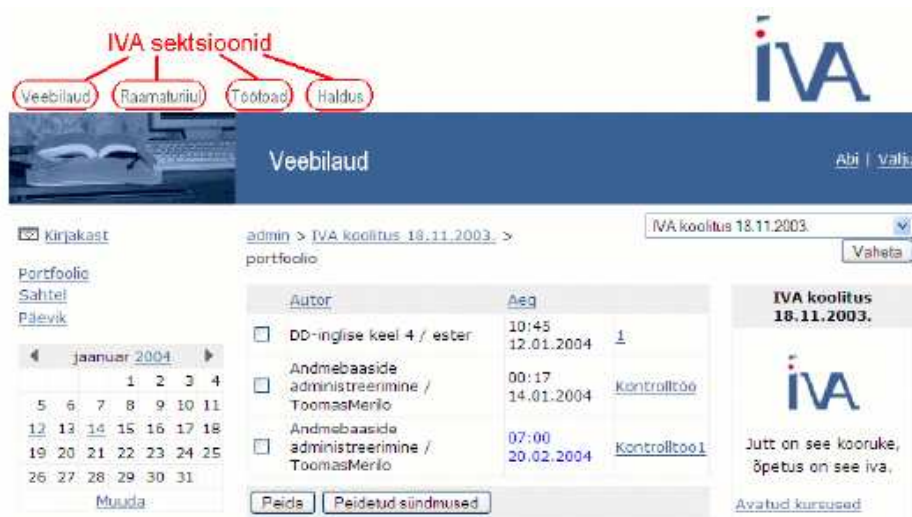 IVA sektsioonid
IVA
Veebilaud
Raamaturiiul
Töötoad
Haldus
Veebilaud
Abi | Välju
Kirjakast
Portfoolio
Sahtel
Päevik
jaanuar 2004
1 2 3 4
5 6 7 8 9 10 11
12 13 14 15 16 17 18
19 20 21 22 23 24 25
26 27 28 29 30 31
Muuda
admin > IVA koolitus 18.11.2003. >
portfoolio
IVA koolitus 18.11.2003.
Vaheta
Autor Aeg
DD-inglise keel 4 / ester 10:45 12.01.2004 1
Andmebaaside
administreerimine /
ToomasMerilo
00:17
14.01.2004
Kontrolltöö
Andmebaaside
administreerimine /
ToomasMerilo
07:00
20.02.2004
Kontrolltöö1
Peida Peidetud sündmused
IVA koolitus
18.11.2003.
IVA
Jutt on see kooruke,
õpetus on see iva.
Avatud kursused